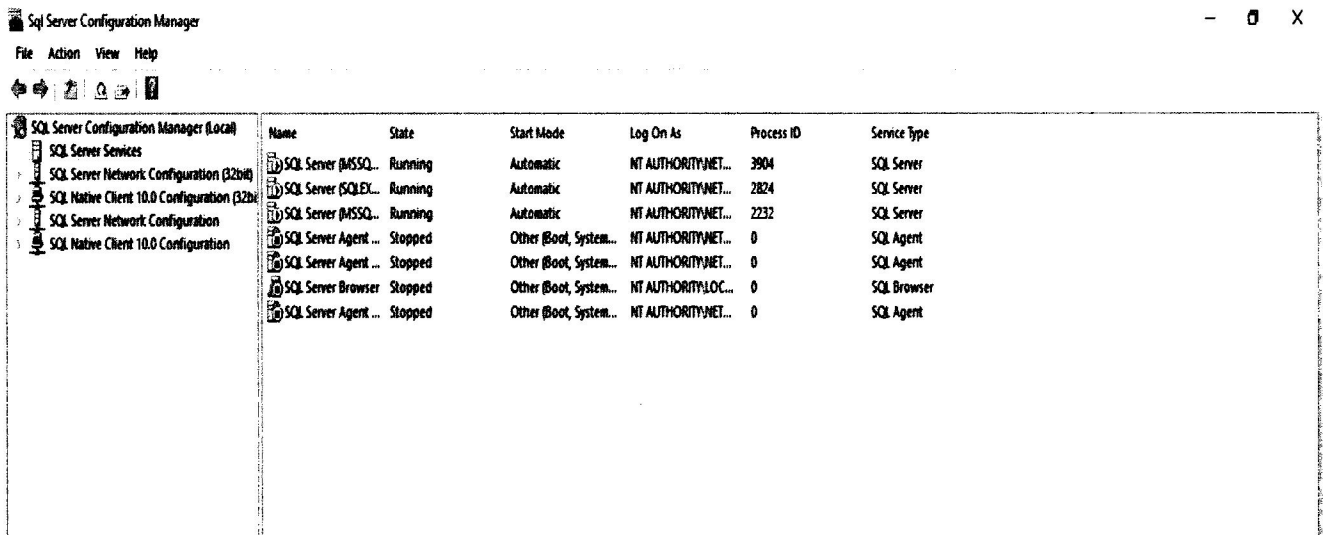 Sql Server Configuration Manager
File Action View Help
SQL Server Configuration Manager (Local)
SQL Server Services
SQL Server Network Configuration (32bit)
SQL Native Client 10.0 Configuration (32bi
SQL Server Network Configuration
SQL Native Client 10.0 Configuration
Name State Start Mode Log On As Process ID Service Type
SQL Server (MSSQ... Running Automatic NT AUTHORITY\NET... 3904 SQL Server
SQL Server (SQLEX... Running Automatic NT AUTHORITY\NET... 2824 SQL Server
SQL Server (MSSQ... Running Automatic NT AUTHORITY\NET... 2232 SQL Server
SQL Server Agent ... Stopped Other (Boot, System... NT AUTHORITY\NET... 0 SQL Agent
SQL Server Agent ... Stopped Other (Boot, System... NT AUTHORITY\NET... 0 SQL Agent
SQL Server Browser Stopped Other (Boot, System... NT AUTHORITY\LOC... 0 SQL Browser
SQL Server Agent ... Stopped Other (Boot, System... NT AUTHORITY\NET... 0 SQL Agent